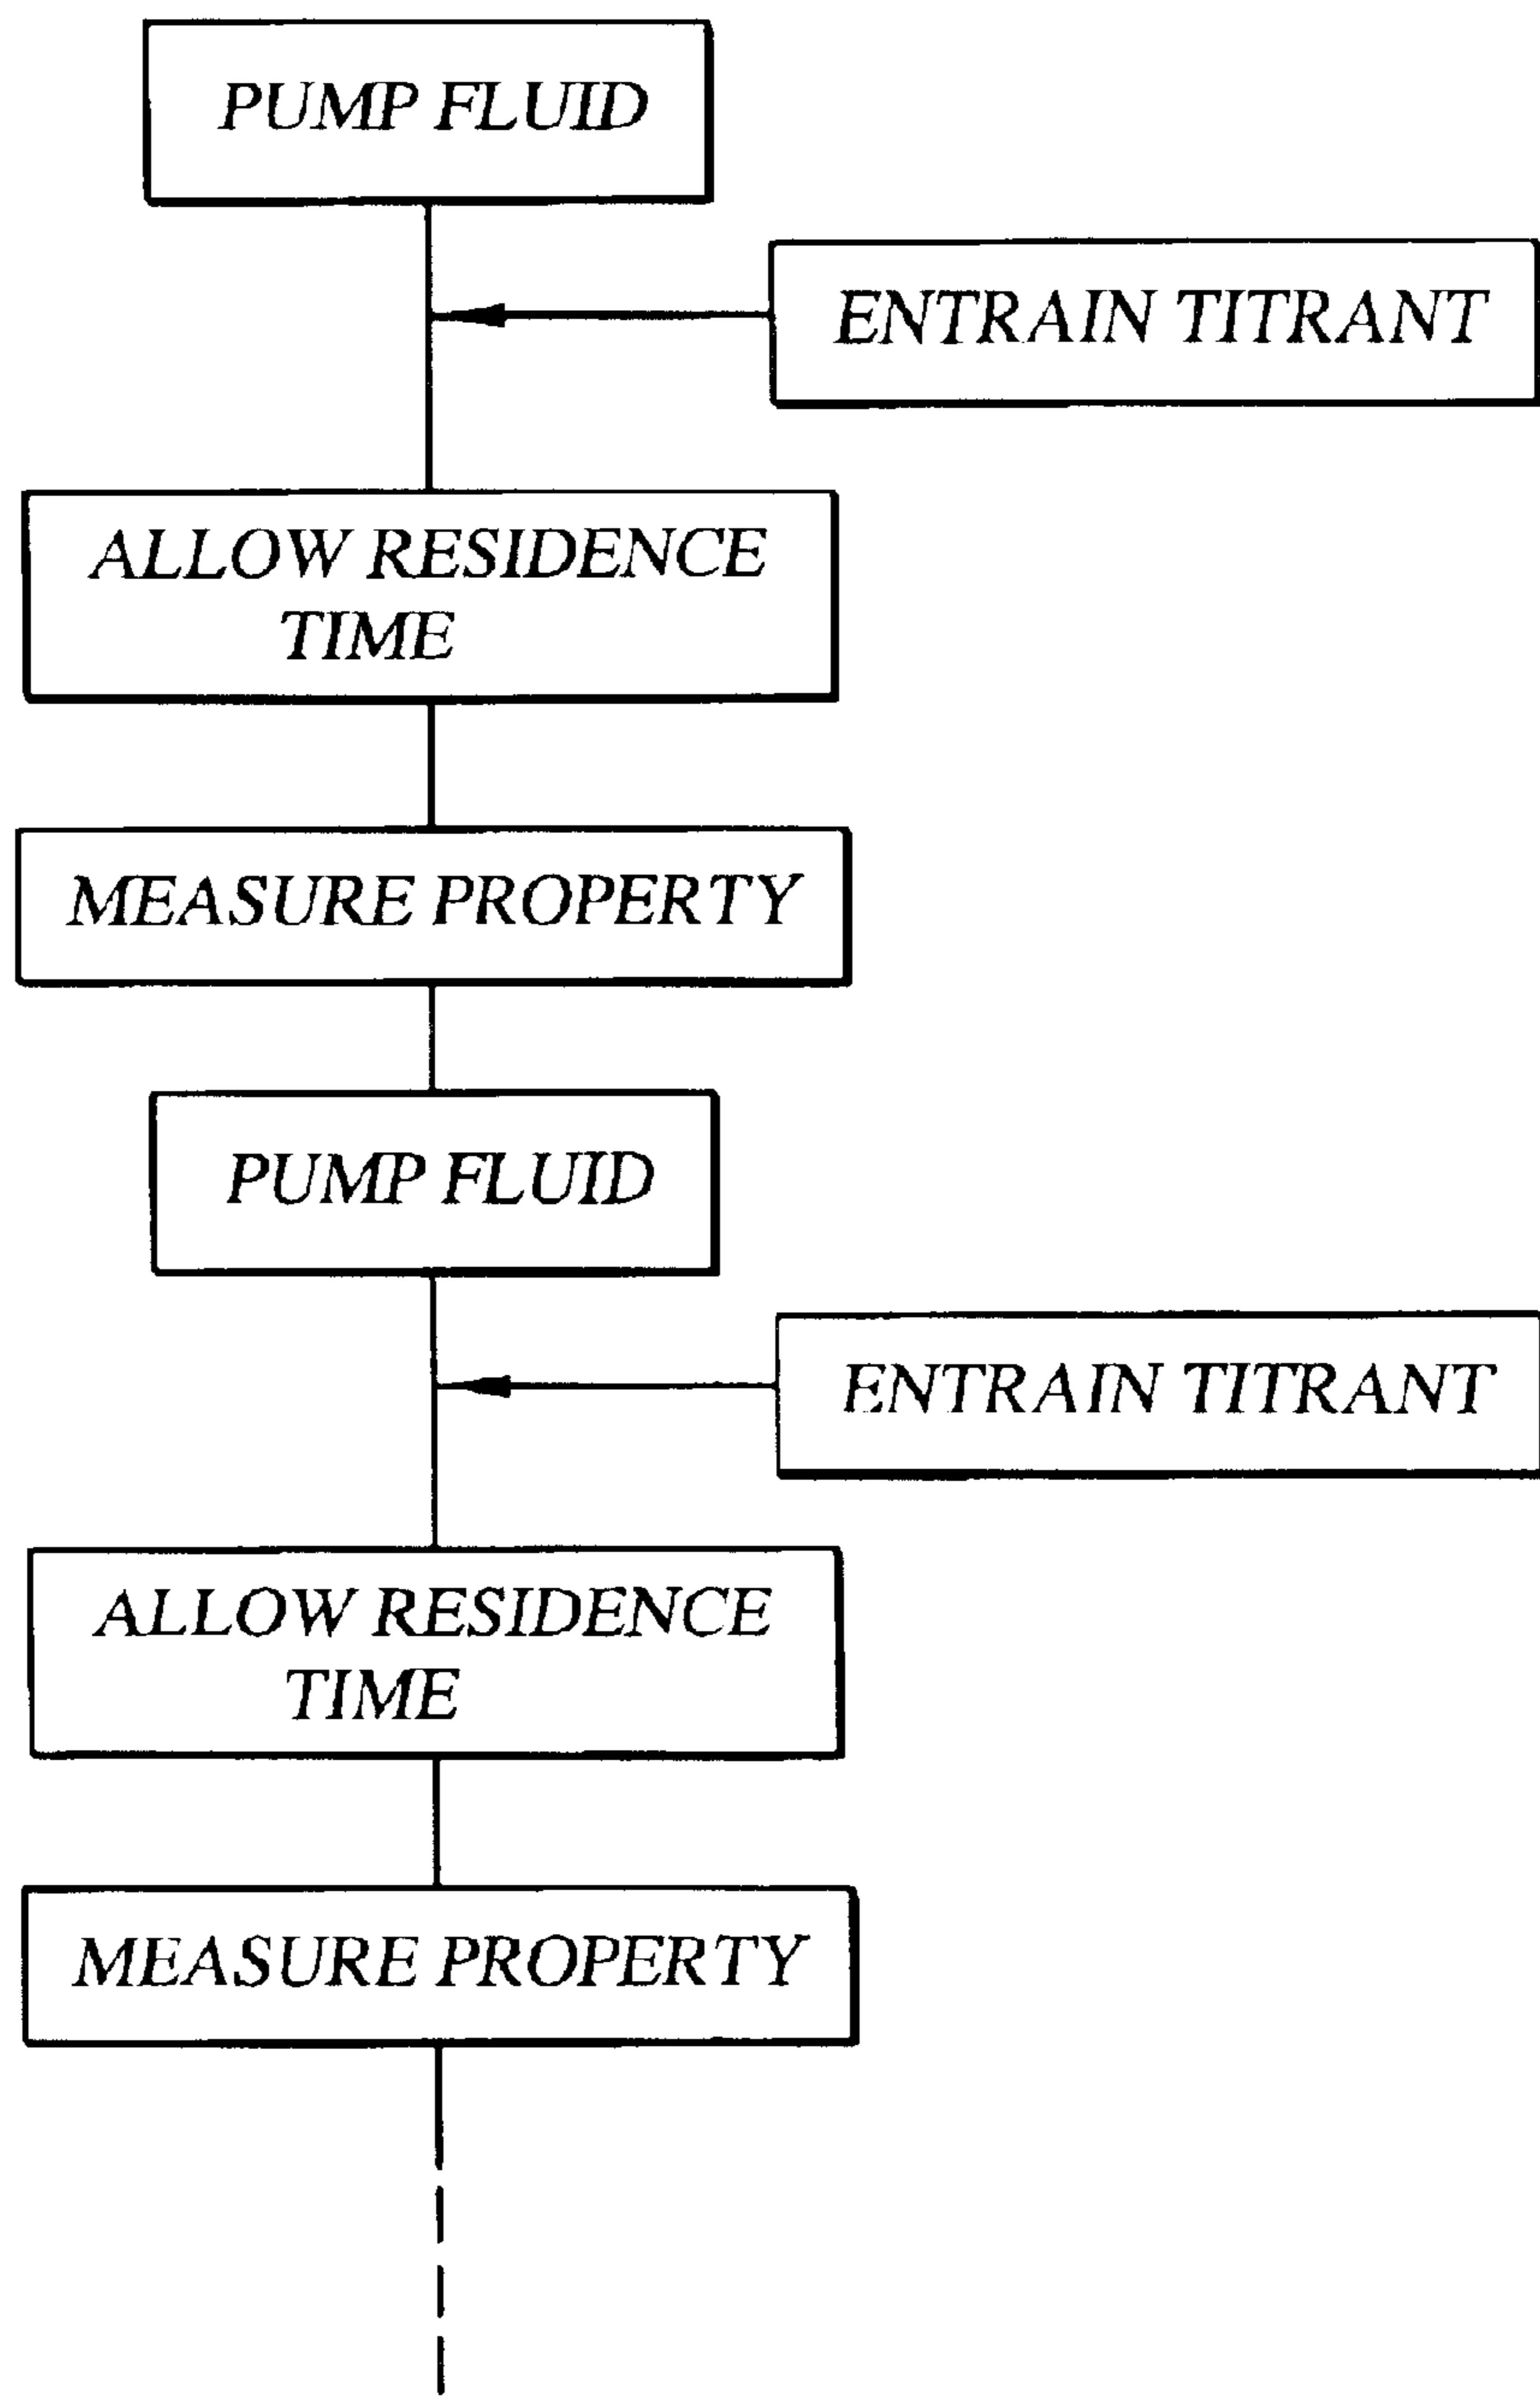 PUMP FLUID
ENTRAIN TITRANT
ALLOW RESIDENCE
TIME
MEASURE PROPERTY
PUMP FLUID
ENTRAIN TITRANT
ALLOW RESIDENCE
TIME
MEASURE PROPERTY